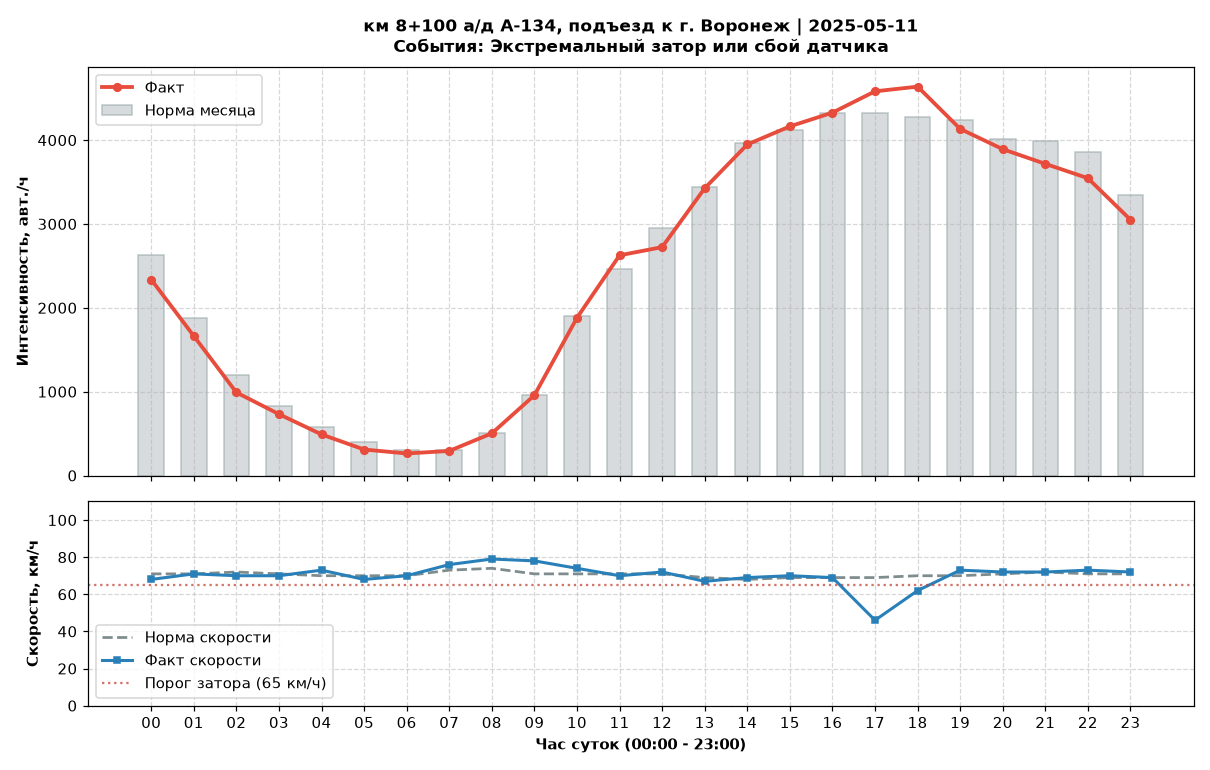 км 8+100 а/д А-134, подъезд к г. Воронеж | 2025-05-11
События: Экстремальный затор или сбой датчика
Интенсивность, авт./ч
4000
3000
2000
1000
0
Факт
Норма месяца
Скорость, км/ч
100
80
60
40
20
0
Норма скорости
Факт скорости
Порог затора (65 км/ч)
00 01 02 03 04 05 06 07 08 09 10 11 12 13 14 15 16 17 18 19 20 21 22 23
Час суток (00:00 - 23:00)